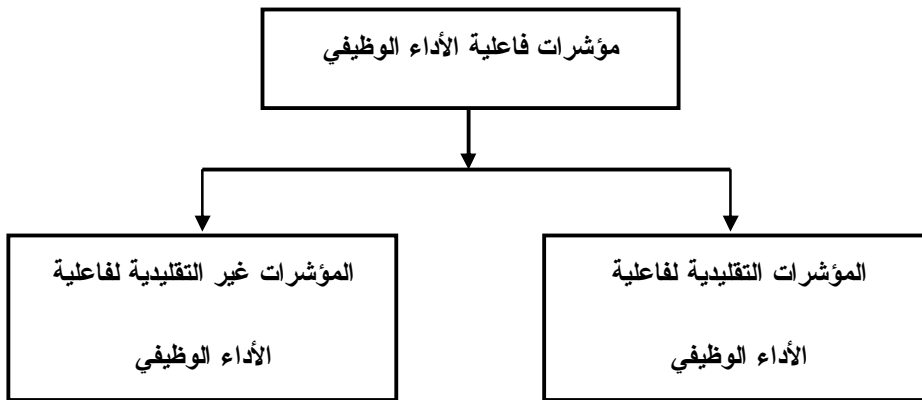 مؤشرات فاعلية الأداء الوظيفي
المؤشرات التقليدية لفاعلية
الأداء الوظيفي
المؤشرات غير التقليدية لفاعلية
الأداء الوظيفي